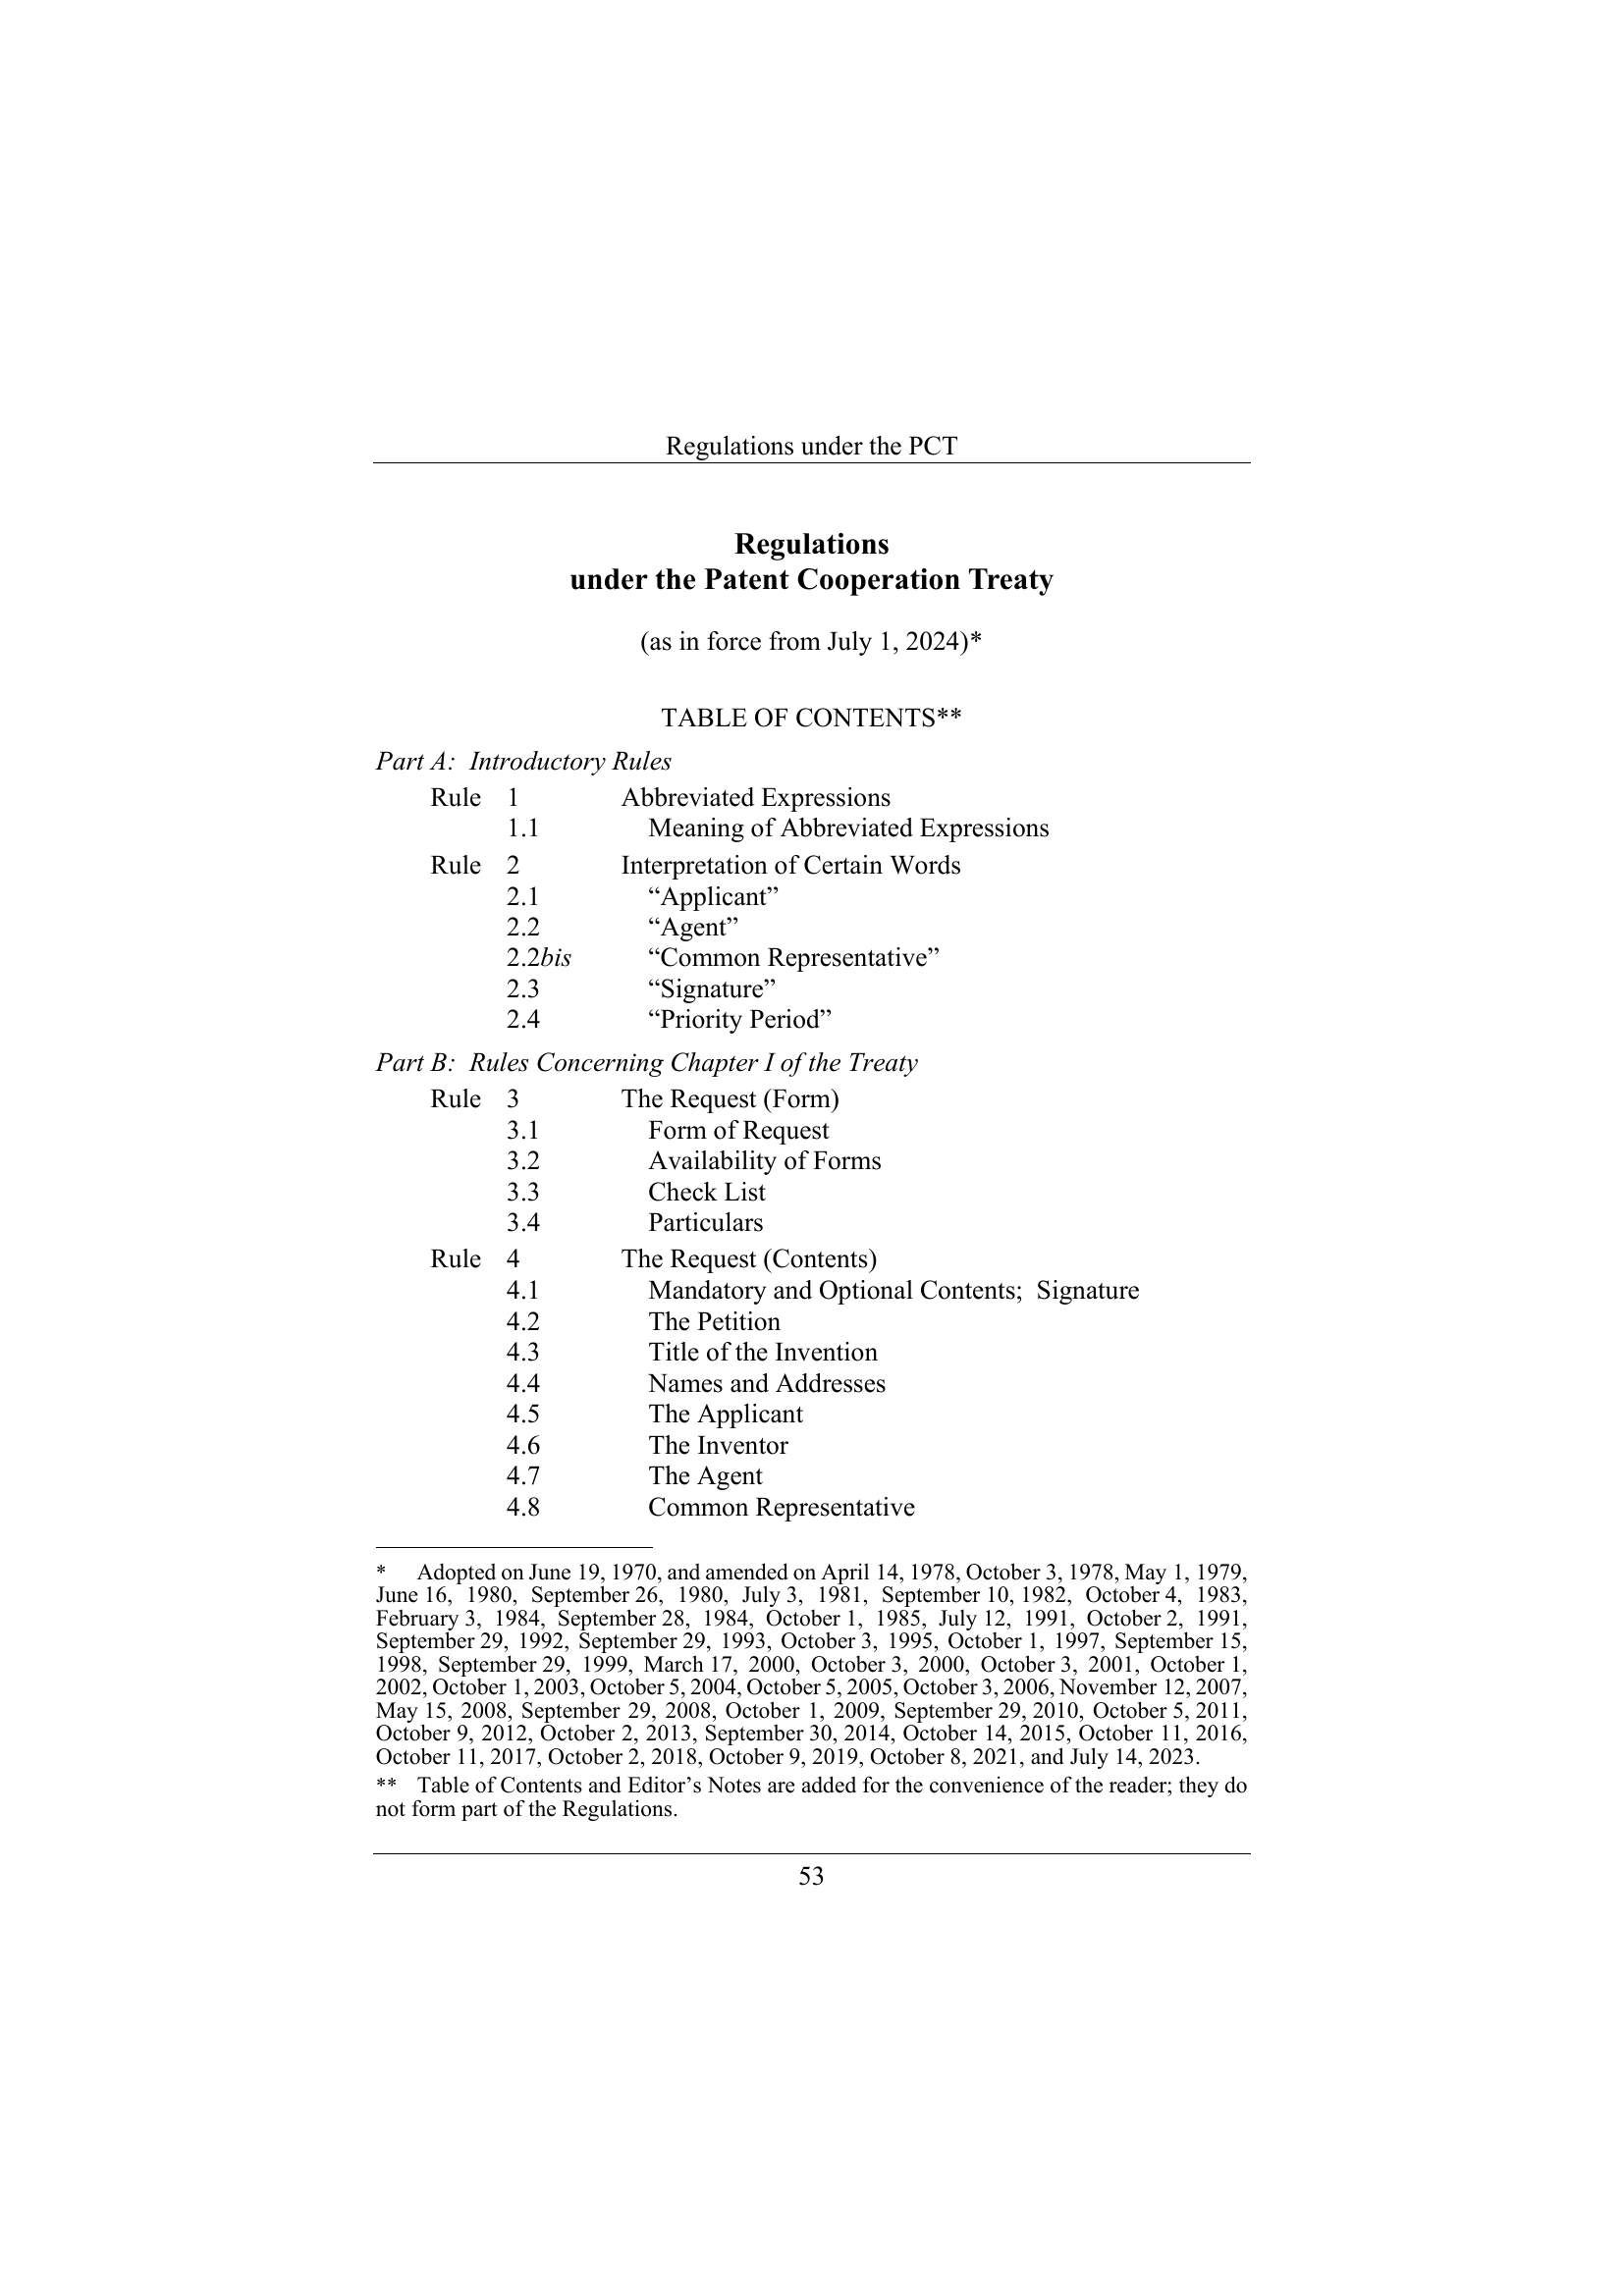 Regulations under the PCT
Regulations
under the Patent Cooperation Treaty
(as in force from July 1, 2024)*
TABLE OF CONTENTS**
Part A:  Introductory Rules
Rule 1 Abbreviated Expressions
1.1 Meaning of Abbreviated Expressions
Rule 2 Interpretation of Certain Words
2.1 “Applicant”
2.2 “Agent”
2.2bis “Common Representative”
2.3 “Signature”
2.4 “Priority Period”
Part B:  Rules Concerning Chapter I of the Treaty
Rule 3 The Request (Form)
3.1 Form of Request
3.2 Availability of Forms
3.3 Check List
3.4 Particulars
Rule 4 The Request (Contents)
4.1 Mandatory and Optional Contents;  Signature
4.2 The Petition
4.3 Title of the Invention
4.4 Names and Addresses
4.5 The Applicant
4.6 The Inventor
4.7 The Agent
4.8 Common Representative
* Adopted on June 19, 1970, and amended on April 14, 1978, October 3, 1978, May 1, 1979,
June 16, 1980, September 26, 1980, July 3, 1981, September 10, 1982, October 4, 1983,
February 3, 1984, September 28, 1984, October 1, 1985, July 12, 1991, October 2, 1991,
September 29, 1992, September 29, 1993, October 3, 1995, October 1, 1997, September 15,
1998, September 29, 1999, March 17, 2000, October 3, 2000, October 3, 2001, October 1,
2002, October 1, 2003, October 5, 2004, October 5, 2005, October 3, 2006, November 12, 2007,
May 15, 2008, September 29, 2008, October 1, 2009, September 29, 2010, October 5, 2011,
October 9, 2012, October 2, 2013, September 30, 2014, October 14, 2015, October 11, 2016,
October 11, 2017, October 2, 2018, October 9, 2019, October 8, 2021, and July 14, 2023.
** Table of Contents and Editor’s Notes are added for the convenience of the reader; they do
not form part of the Regulations.
53